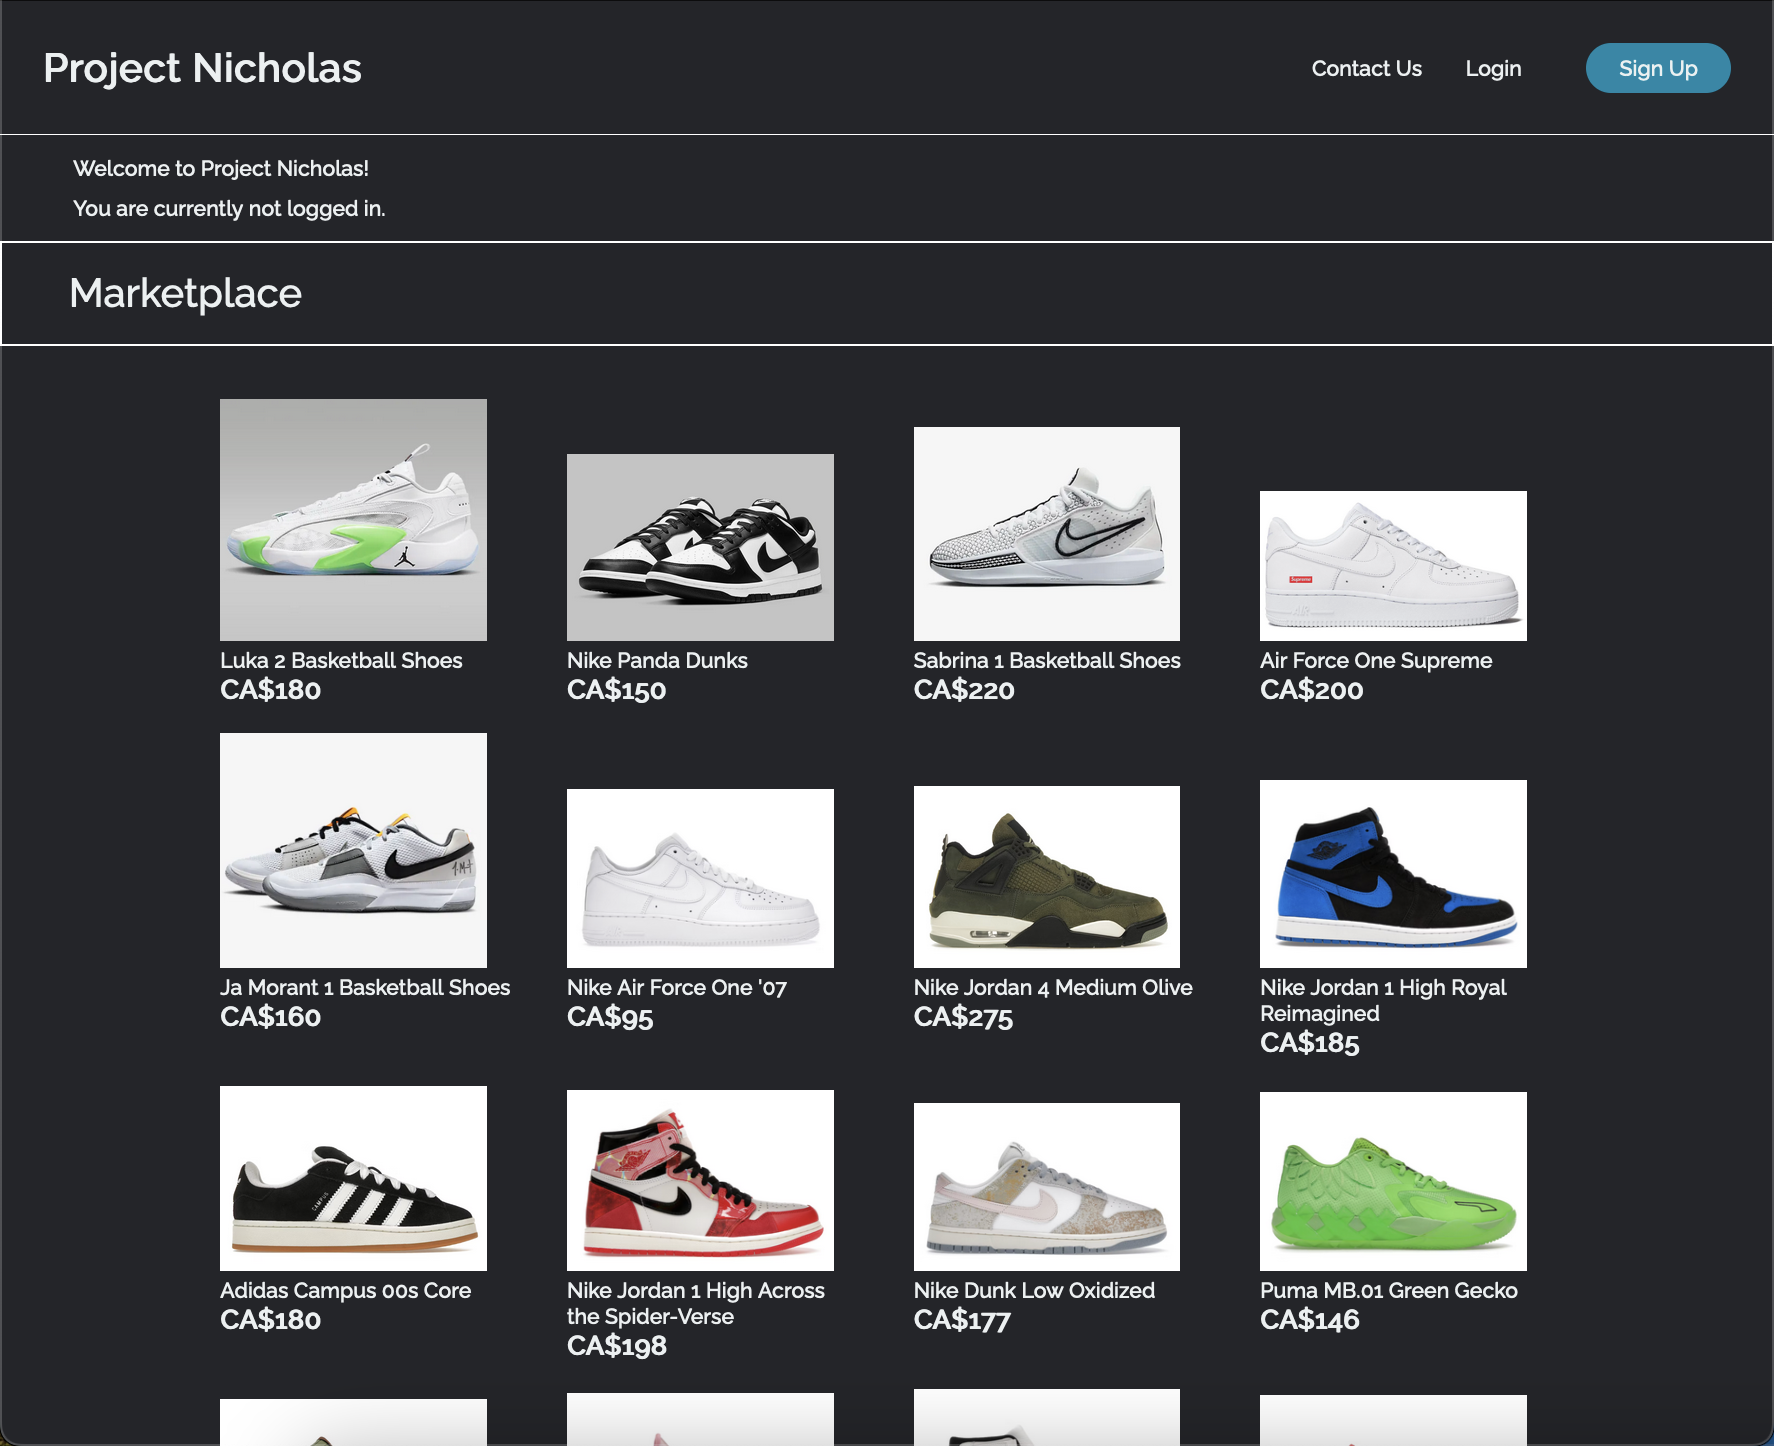 Project Nicholas
Contact Us
Login
Sign Up
Welcome to Project Nicholas!
You are currently not logged in.
Marketplace
Supreme
Luka 2 Basketball Shoes
CA$180
Nike Panda Dunks
CA$150
Sabrina 1 Basketball Shoes
CA$220
Air Force One Supreme
CA$200
Ja Morant 1 Basketball Shoes
CA$160
Nike Air Force One '07
CA$95
Nike Jordan 4 Medium Olive
CA$275
Nike Jordan 1 High Royal
Reimagined
CA$185
CAMPUS
Adidas Campus 00s Core
CA$180
Nike Jordan 1 High Across
the Spider-Verse
CA$198
Nike Dunk Low Oxidized
CA$177
Puma MB.01 Green Gecko
CA$146